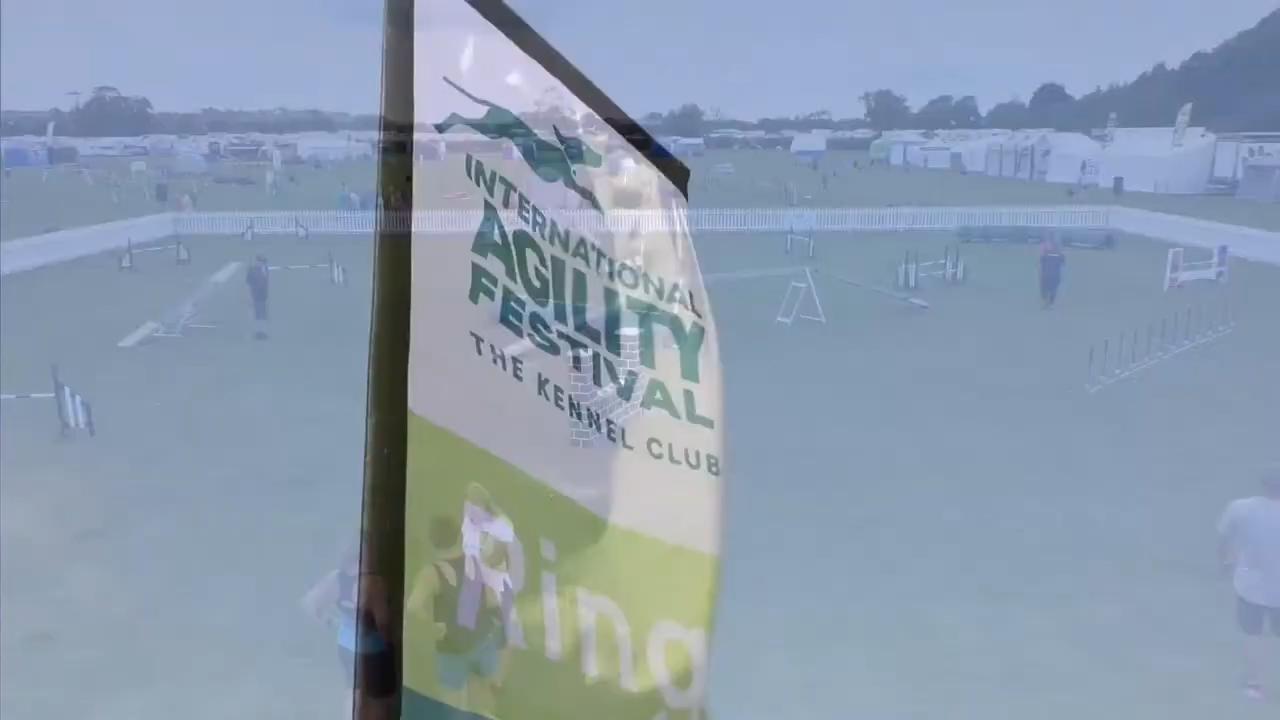 INTERNATIONAL
AGILITY
FESTIVAL
THE KENNEL CLUB
Ring